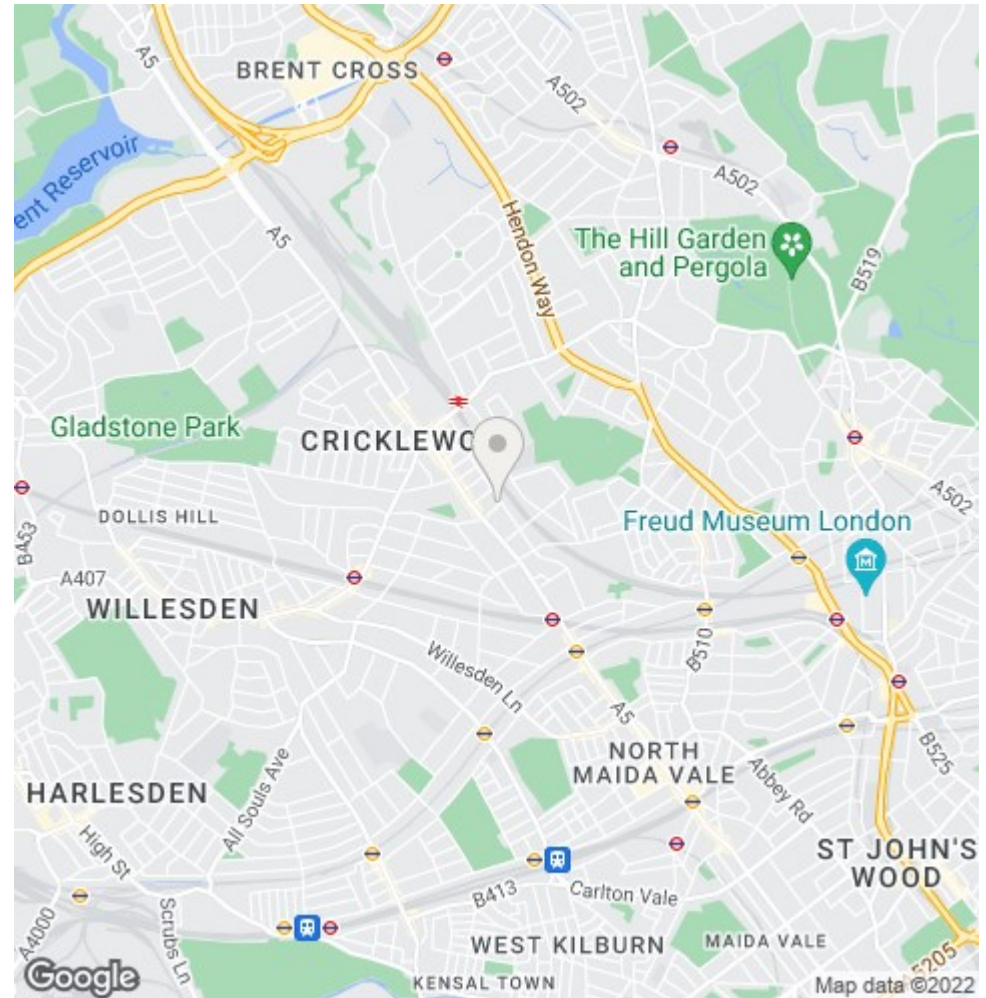 A5
BRENT CROSS
A502
ent Reservoir
A502
A5
Hendon Way
The Hill Garden
and Pergola
B519
Gladstone Park
CRICKLEWO
A502
DOLLIS HILL
Freud Museum London
B453
A407
WILLESDEN
B510
Willesden Ln
A5
NORTH
MAIDA VALE
B525
Abbey Rd
HARLESDEN
All Souls Ave
High St
ST JOHN'S
WOOD
B413
Carlton Vale
A4000
Scrubs Ln
WEST KILBURN
MAIDA VALE
A5205
KENSAL TOWN
Google
Map data ©2022